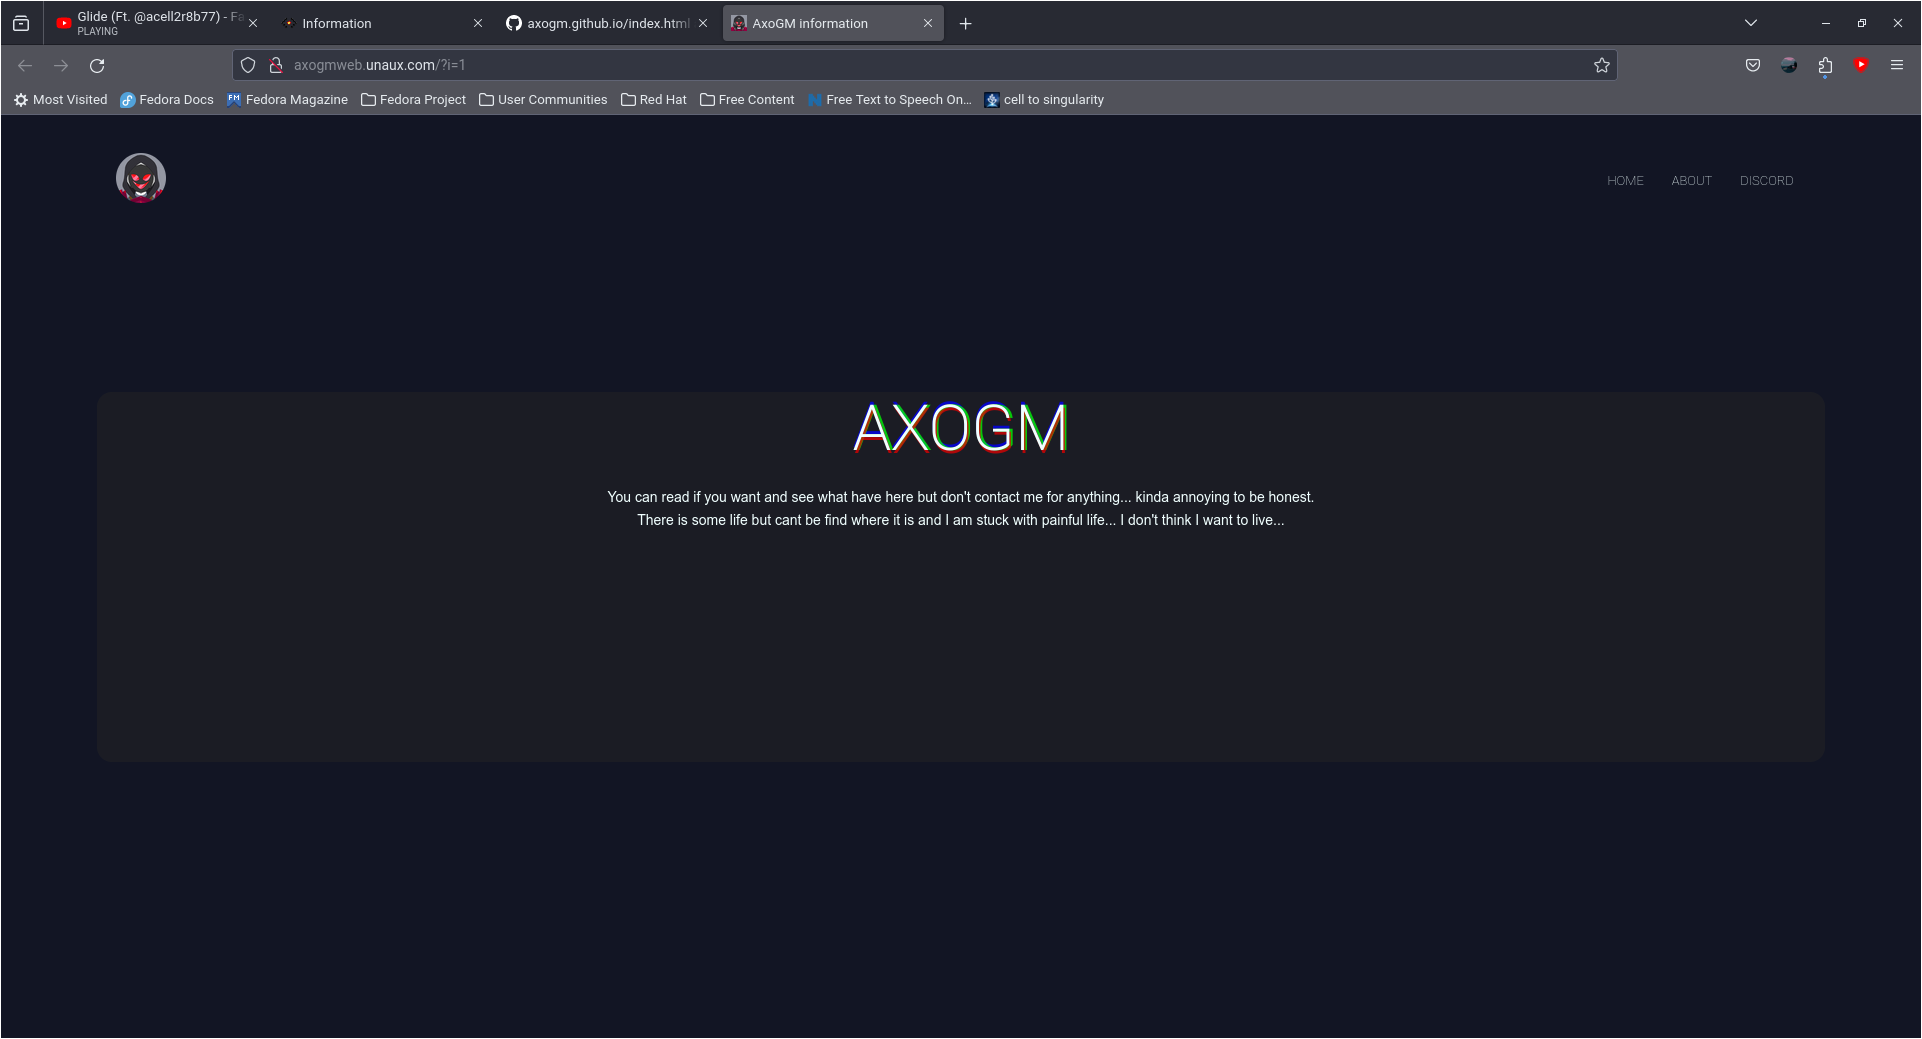 Glide (Ft. @acell2r8b77) - Fa
PLAYING
Information
axogm.github.io/index.html
AxoGM information
axogmweb.unaux.com/?i=1
Most Visited
Fedora Docs
FM
Fedora Magazine
Fedora Project
User Communities
Red Hat
Free Content
Free Text to Speech On…
cell to singularity
HOME
ABOUT
DISCORD
AXOGM
You can read if you want and see what have here but don't contact me for anything... kinda annoying to be honest.
There is some life but cant be find where it is and I am stuck with painful life... I don't think I want to live...